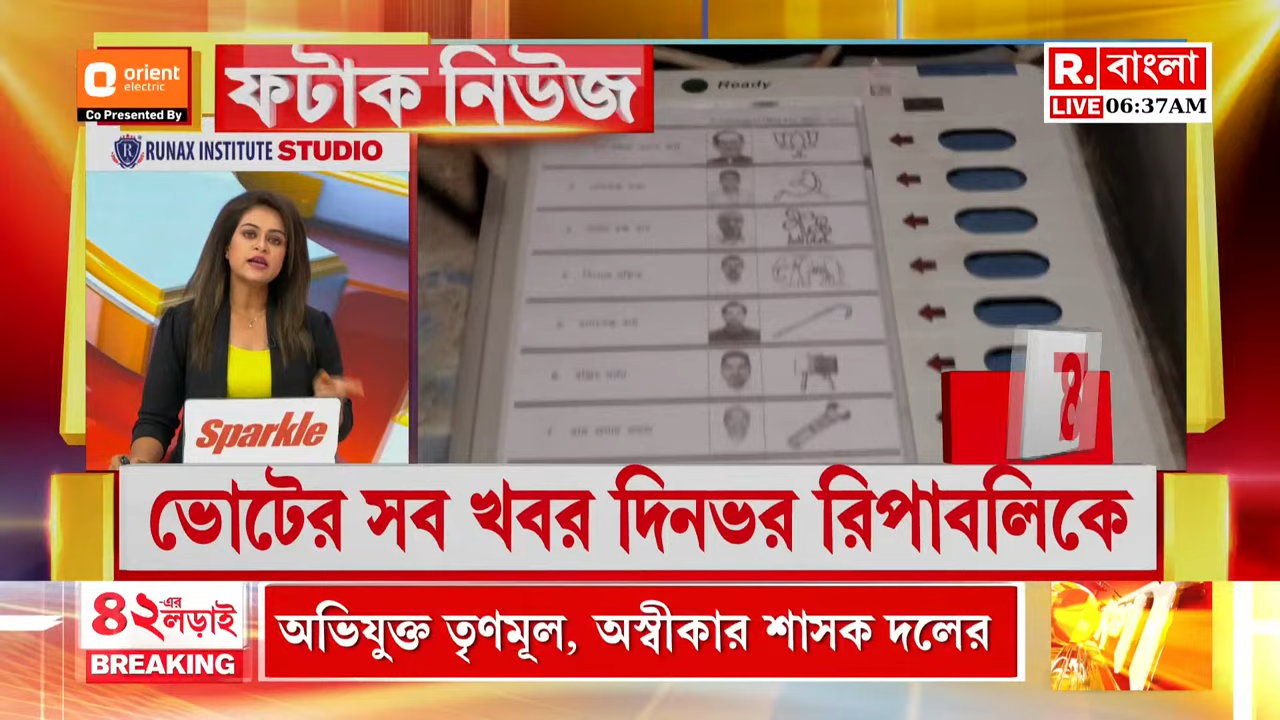 orient
electric
Co Presented By
ফটাক নিউজ
R. বাংলা
LIVE 06:37AM
RUNAX INSTITUTE STUDIO
Ready
Sparkle
ভোটের সব খবর দিনভর রিপাবলিকে
৪২-এর
লড়াই
BREAKING
অভিযুক্ত তৃণমূল, অস্বীকার শাসক দলের